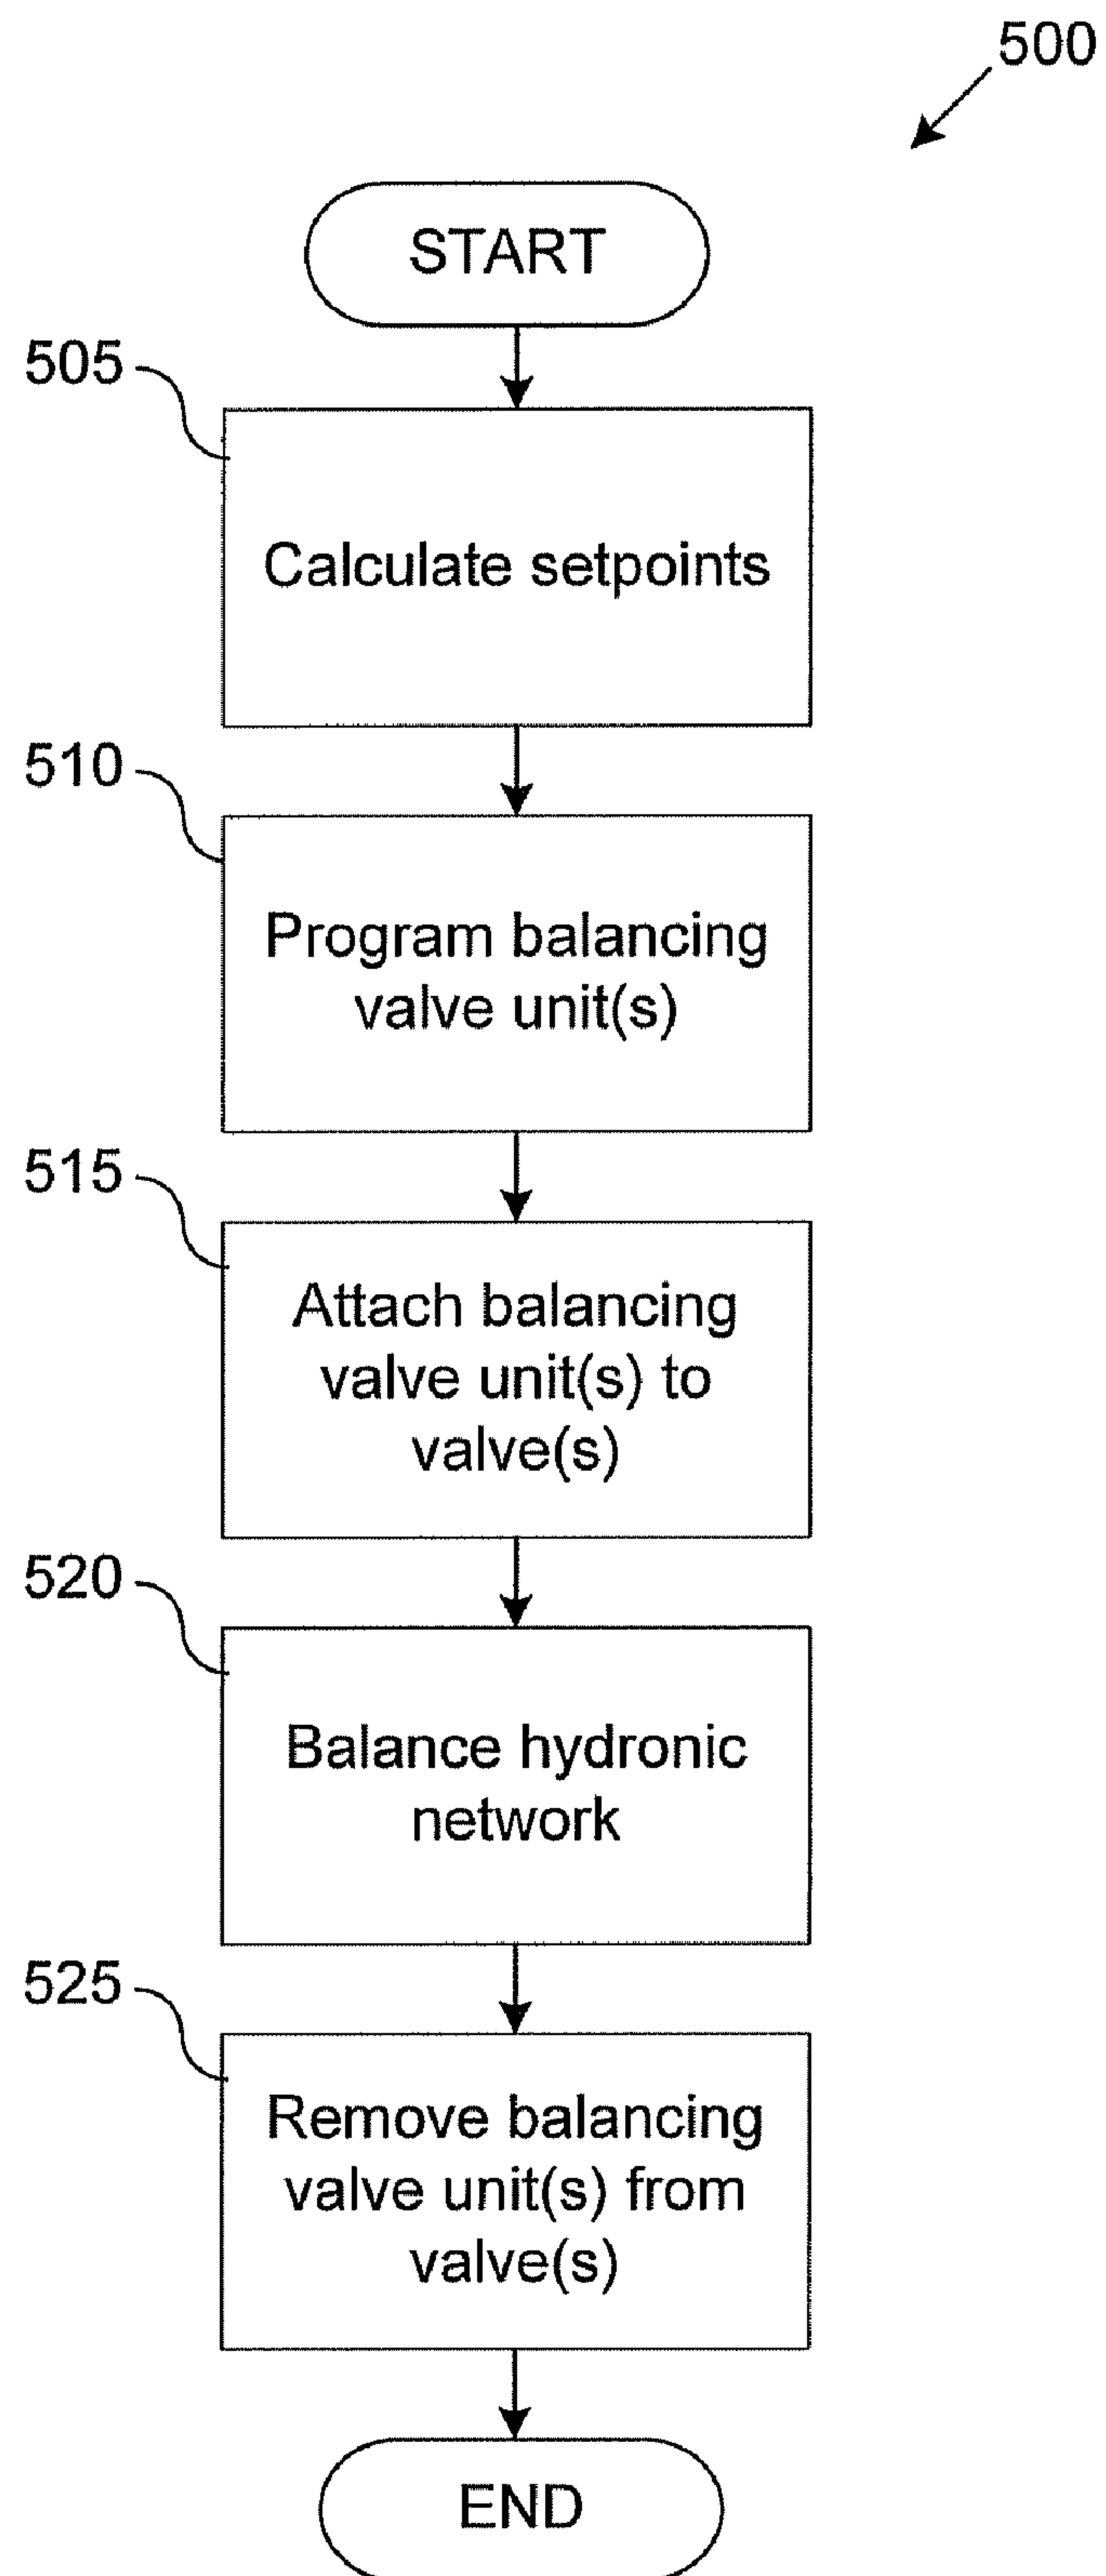 500
START
505
Calculate setpoints
510
Program balancing
valve unit(s)
515
Attach balancing
valve unit(s) to
valve(s)
520
Balance hydronic
network
525
Remove balancing
valve unit(s) from
valve(s)
END